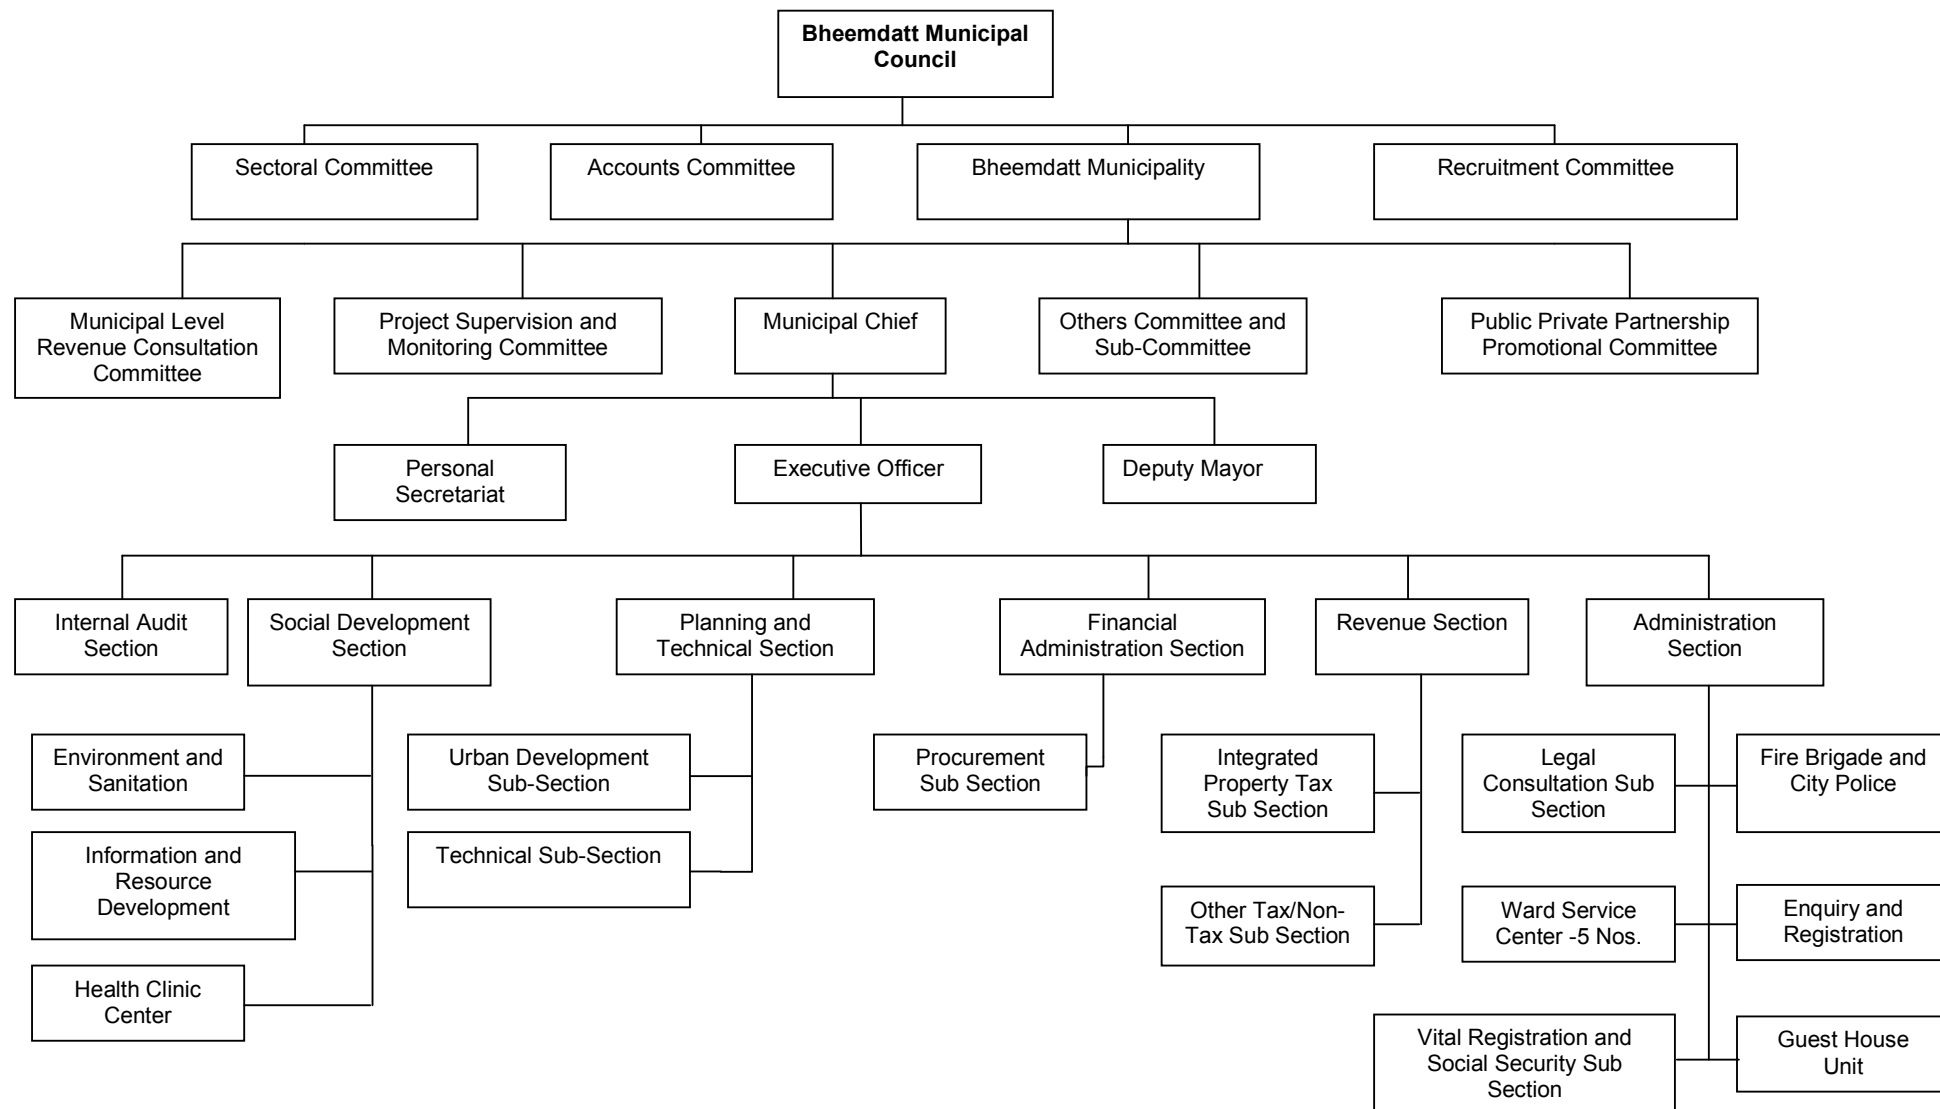 Bheemdatt Municipal
Council
Sectoral Committee
Accounts Committee
Bheemdatt Municipality
Recruitment Committee
Municipal Level
Revenue Consultation
Committee
Project Supervision and
Monitoring Committee
Municipal Chief
Others Committee and
Sub-Committee
Public Private Partnership
Promotional Committee
Personal
Secretariat
Executive Officer
Deputy Mayor
Internal Audit
Section
Social Development
Section
Planning and
Technical Section
Financial
Administration Section
Revenue Section
Administration
Section
Environment and
Sanitation
Urban Development
Sub-Section
Procurement
Sub Section
Integrated
Property Tax
Sub Section
Legal
Consultation Sub
Section
Fire Brigade and
City Police
Information and
Resource
Development
Technical Sub-Section
Other Tax/Non-
Tax Sub Section
Ward Service
Center -5 Nos.
Enquiry and
Registration
Health Clinic
Center
Vital Registration and
Social Security Sub
Section
Guest House
Unit